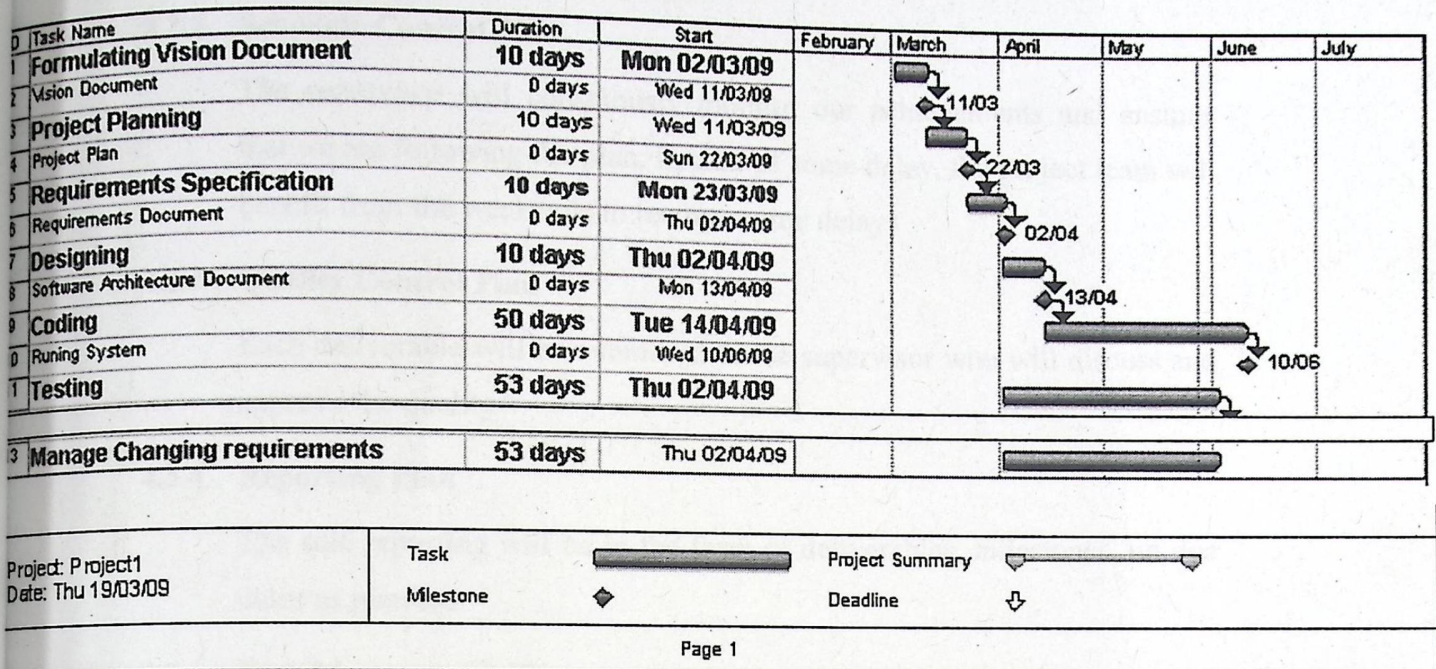 D Task Name Duration Start February March April May June July
1 Formulating Vision Document 10 days Mon 02/03/09
2 Vision Document 0 days Wed 11/03/09 11/03
3 Project Planning 10 days Wed 11/03/09
4 Project Plan 0 days Sun 22/03/09 22/03
5 Requirements Specification 10 days Mon 23/03/09
6 Requirements Document 0 days Thu 02/04/09 02/04
7 Designing 10 days Thu 02/04/09
8 Software Architecture Document 0 days Mon 13/04/09 13/04
9 Coding 50 days Tue 14/04/09
0 Runing System 0 days Wed 10/06/09 10/06
1 Testing 53 days Thu 02/04/09
3 Manage Changing requirements 53 days Thu 02/04/09
Project: Project1
Date: Thu 19/03/09
Task Project Summary
Milestone Deadline
Page 1